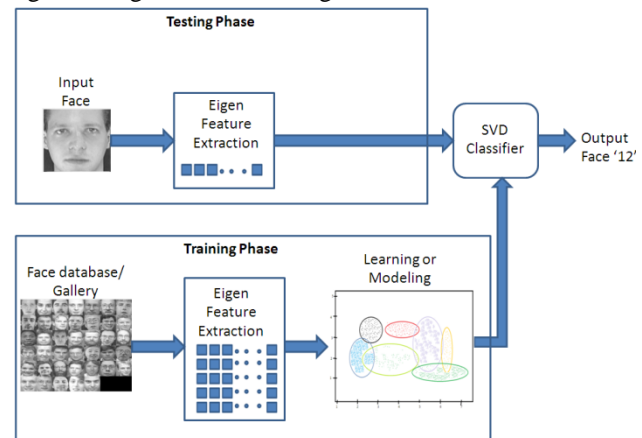 Testing Phase
Input
Face
Eigen
Feature
Extraction
SVD
Classifier
Output
Face '12'
Training Phase
Face database/
Gallery
Eigen
Feature
Extraction
Learning or
Modeling